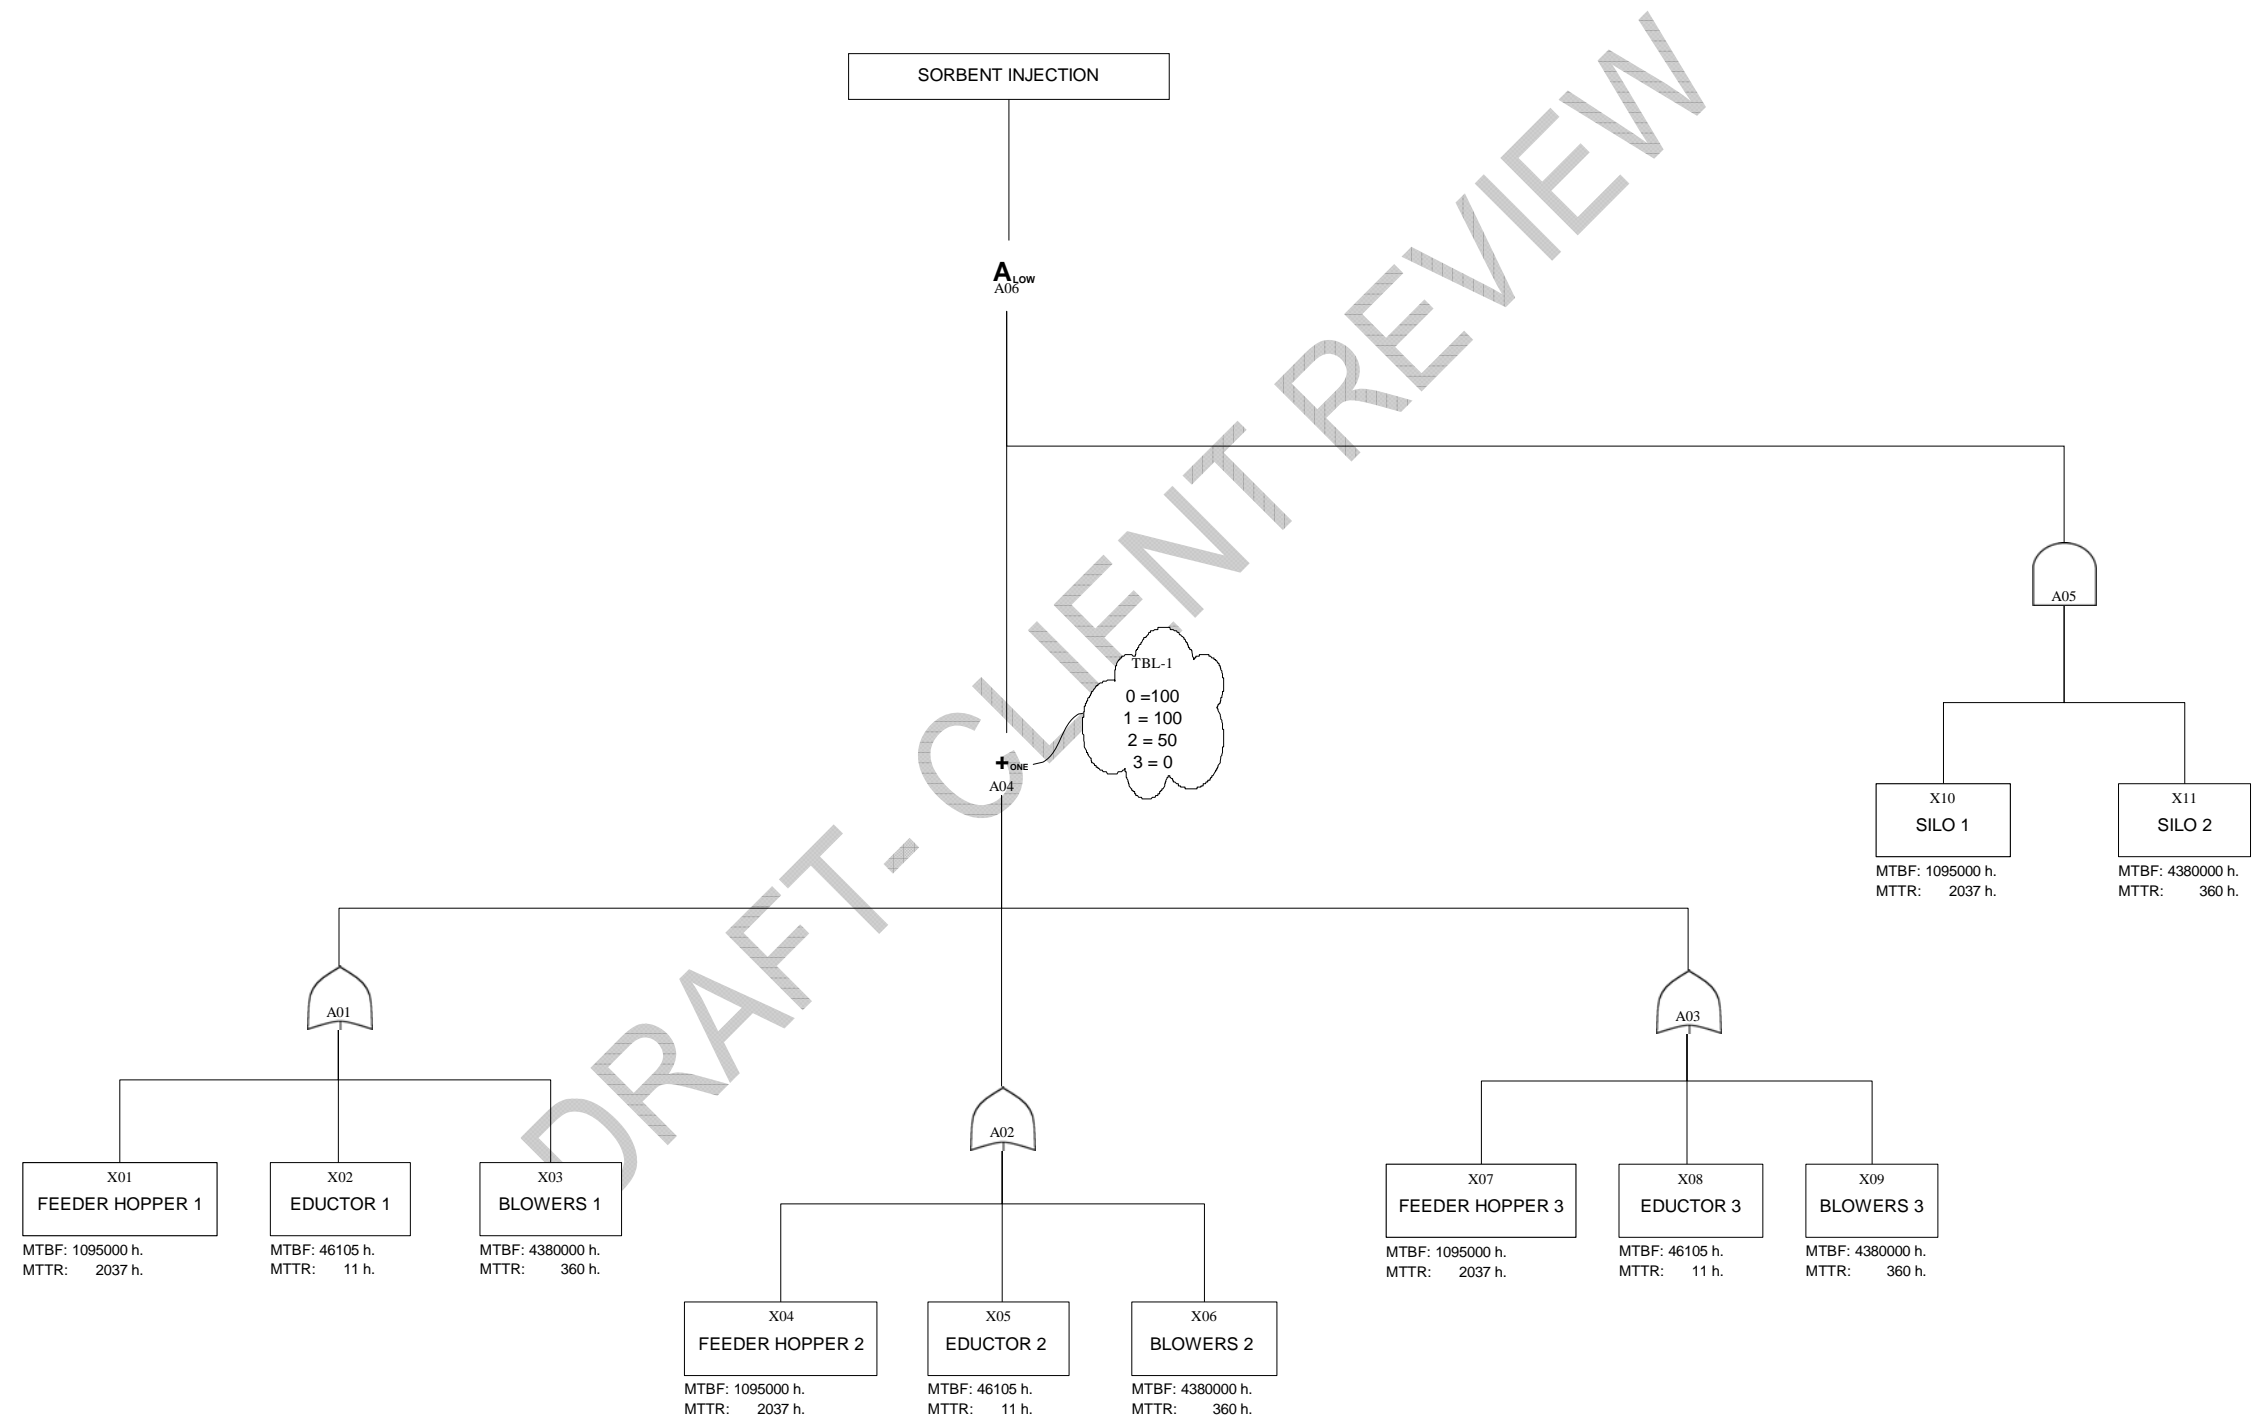 SORBENT INJECTION
A LOW
A06
A05
TBL-1
0 =100
1 = 100
2 = 50
3 = 0
+ ONE
A04
X10
SILO 1
MTBF: 1095000 h.
MTTR: 2037 h.
X11
SILO 2
MTBF: 4380000 h.
MTTR: 360 h.
A01
A03
A02
X01
FEEDER HOPPER 1
MTBF: 1095000 h.
MTTR: 2037 h.
X02
EDUCTOR 1
MTBF: 46105 h.
MTTR: 11 h.
X03
BLOWERS 1
MTBF: 4380000 h.
MTTR: 360 h.
X04
FEEDER HOPPER 2
MTBF: 1095000 h.
MTTR: 2037 h.
X05
EDUCTOR 2
MTBF: 46105 h.
MTTR: 11 h.
X06
BLOWERS 2
MTBF: 4380000 h.
MTTR: 360 h.
X07
FEEDER HOPPER 3
MTBF: 1095000 h.
MTTR: 2037 h.
X08
EDUCTOR 3
MTBF: 46105 h.
MTTR: 11 h.
X09
BLOWERS 3
MTBF: 4380000 h.
MTTR: 360 h.
DRAFT- CLIENT REVIEW